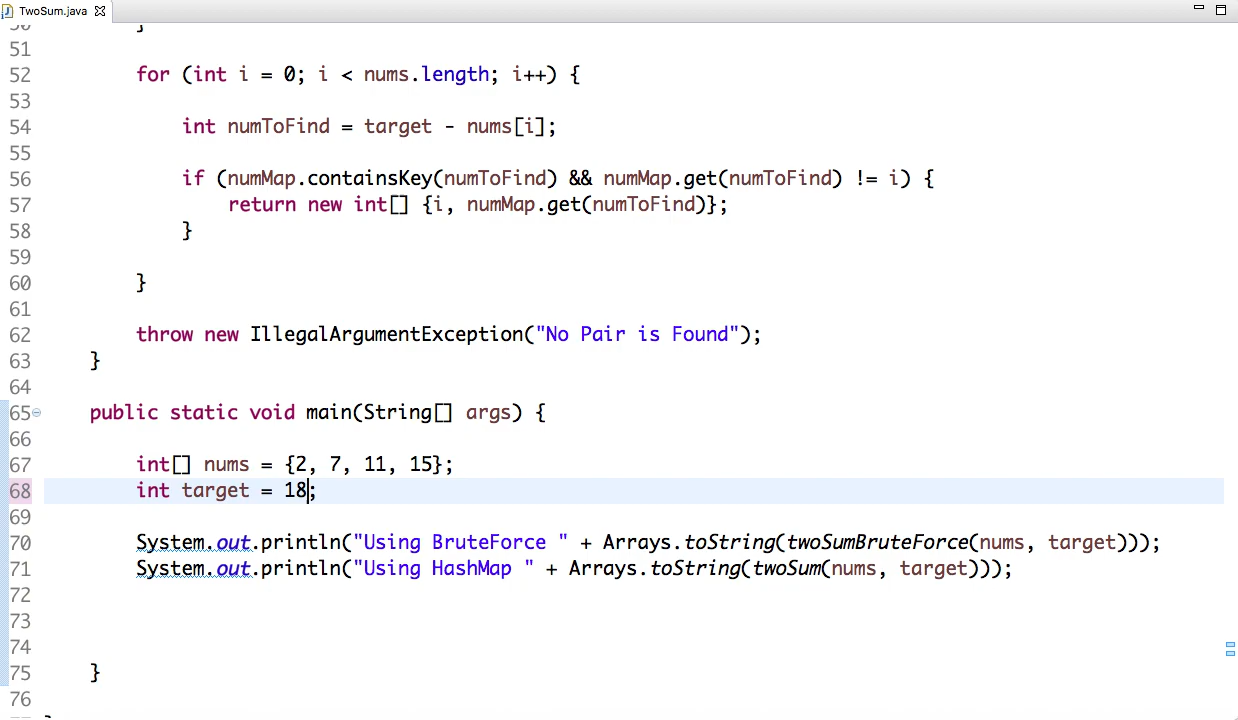 TwoSum.java
51
52 for (int i = 0; i < nums.length; i++) {
53
54 int numToFind = target - nums[i];
55
56 if (numMap.containsKey(numToFind) && numMap.get(numToFind) != i) {
57 return new int[] {i, numMap.get(numToFind)};
58 }
59
60 }
61
62 throw new IllegalArgumentException("No Pair is Found");
63 }
64
65 public static void main(String[] args) {
66
67 int[] nums = {2, 7, 11, 15};
68 int target = 18;
69
70 System.out.println("Using BruteForce " + Arrays.toString(twoSumBruteForce(nums, target)));
71 System.out.println("Using HashMap " + Arrays.toString(twoSum(nums, target)));
72
73
74
75 }
76